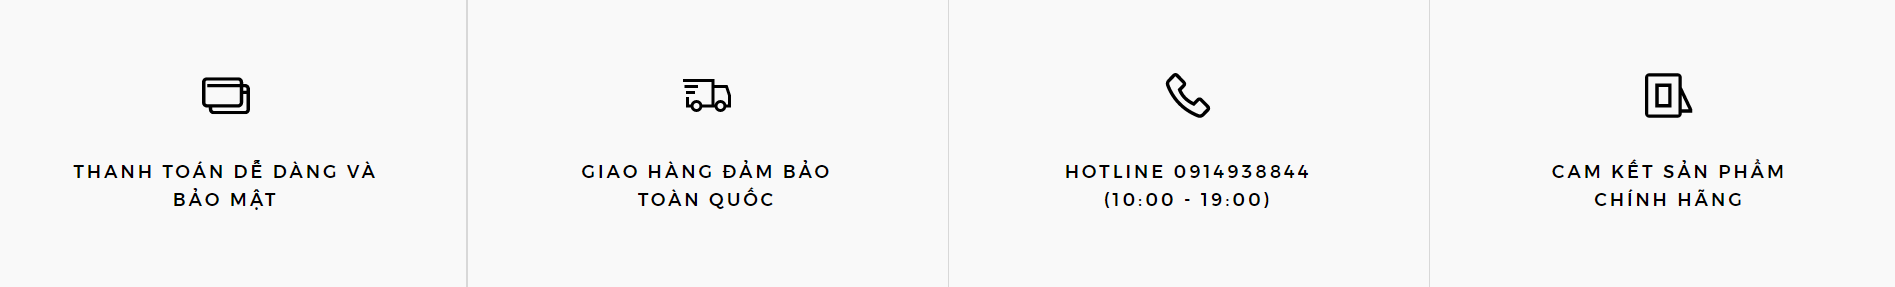 THANH TOÁN DỄ DÀNG VÀ
BẢO MẬT
GIAO HÀNG ĐẢM BẢO
TOÀN QUỐC
HOTLINE 0914938844
(10:00 - 19:00)
CAM KẾT SẢN PHẨM
CHÍNH HÃNG